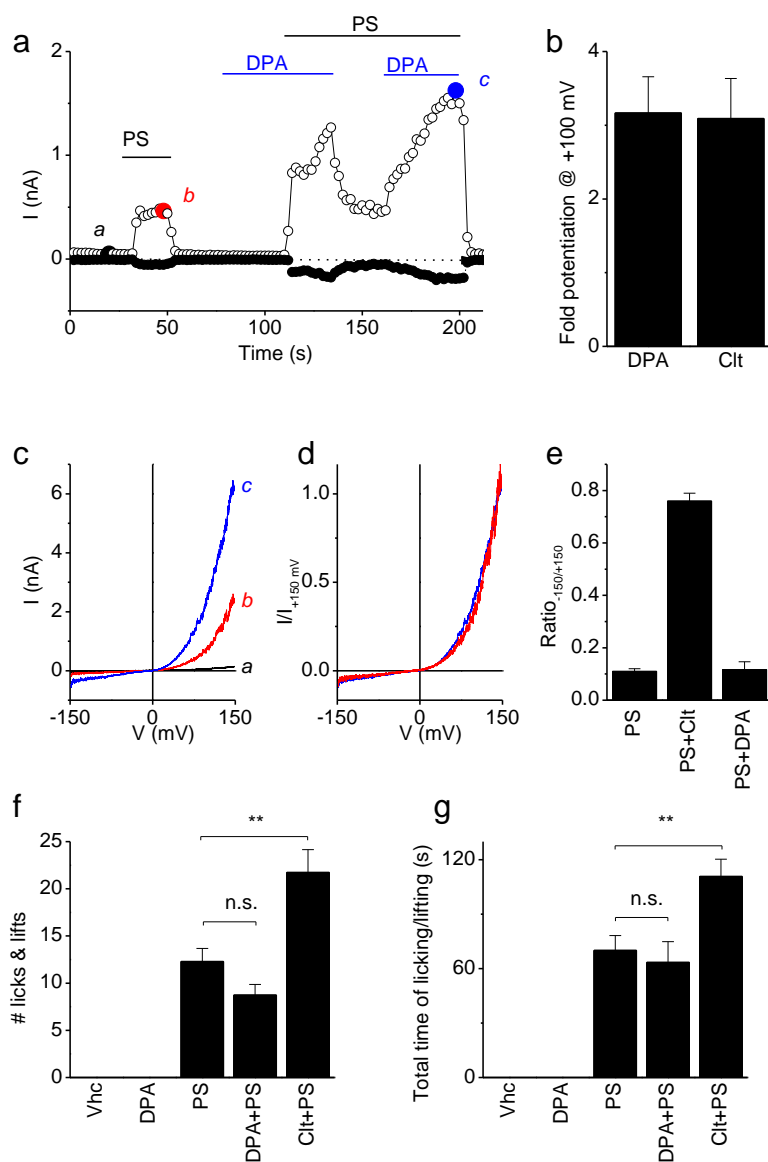 a
PS
2
DPA
DPA
c
I (nA)
PS
1
b
a
0
0
50
100
150
200
Time (s)
b
Fold potentiation @ +100 mV
4
2
0
DPA
Clt
c
I (nA)
6
4
2
0
c
b
a
-150
0
150
V (mV)
d
I/I+150 mV
1.0
0.5
0.0
-150
0
150
V (mV)
e
Ratio-150/+150
0.8
0.4
0.0
PS
PS+Clt
PS+DPA
f
# licks & lifts
25
20
15
10
5
0
**
n.s.
Vhc
DPA
PS
DPA+PS
Clt+PS
g
Total time of licking/lifting (s)
120
60
0
**
n.s.
Vhc
DPA
PS
DPA+PS
Clt+PS